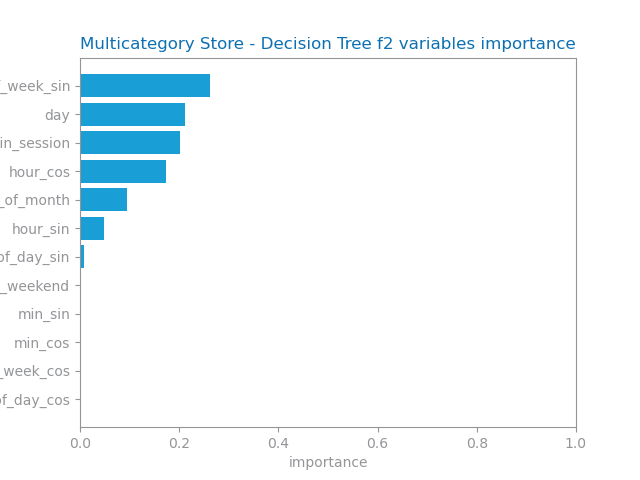 Multicategory Store - Decision Tree f2 variables importance
_week_sin
day
in_session
hour_cos
_of_month
hour_sin
of_day_sin
_weekend
min_sin
min_cos
_week_cos
of_day_cos
0.0 0.2 0.4 0.6 0.8 1.0
importance